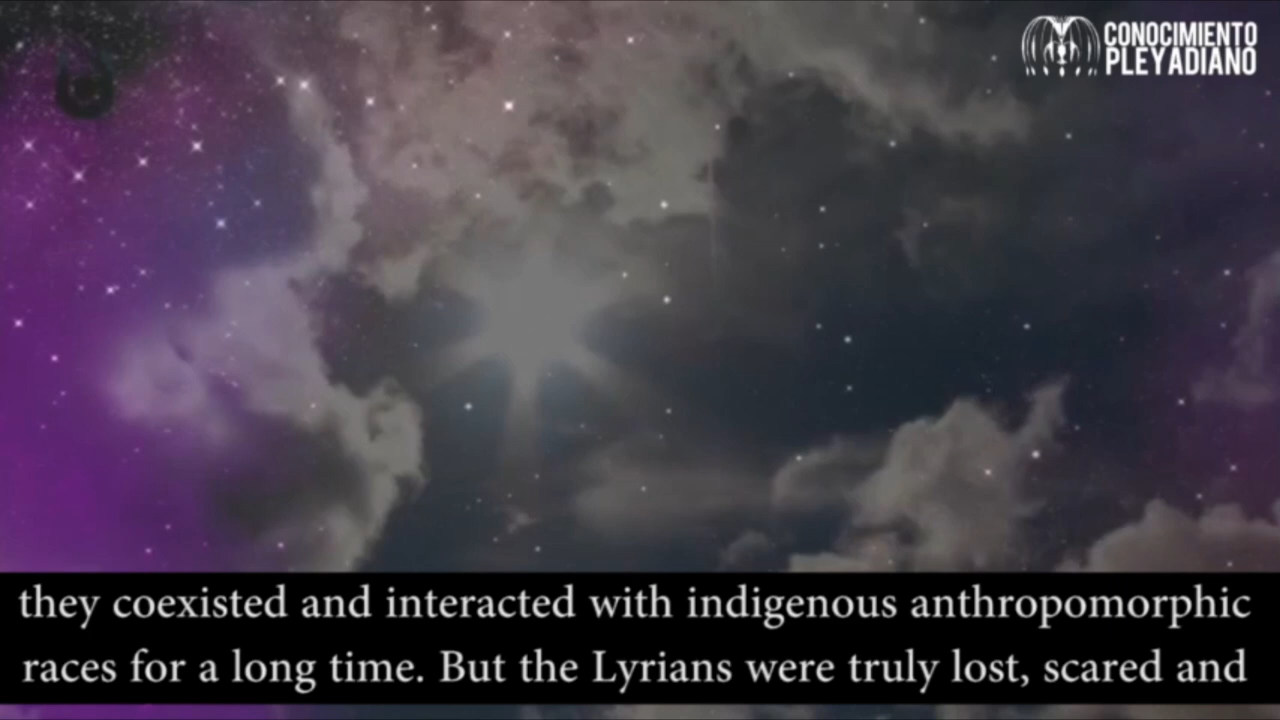 CONOCIMIENTO
PLEYADIANO
they coexisted and interacted with indigenous anthropomorphic
races for a long time. But the Lyrians were truly lost, scared and